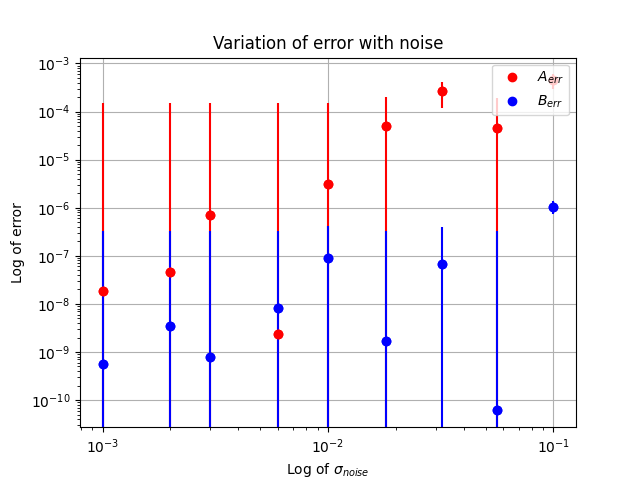 Variation of error with noise
10⁻³
10⁻⁴
10⁻⁵
10⁻⁶
10⁻⁷
10⁻⁸
10⁻⁹
10⁻¹⁰
Log of error
A_err
B_err
10⁻³
10⁻²
10⁻¹
Log of σ_noise